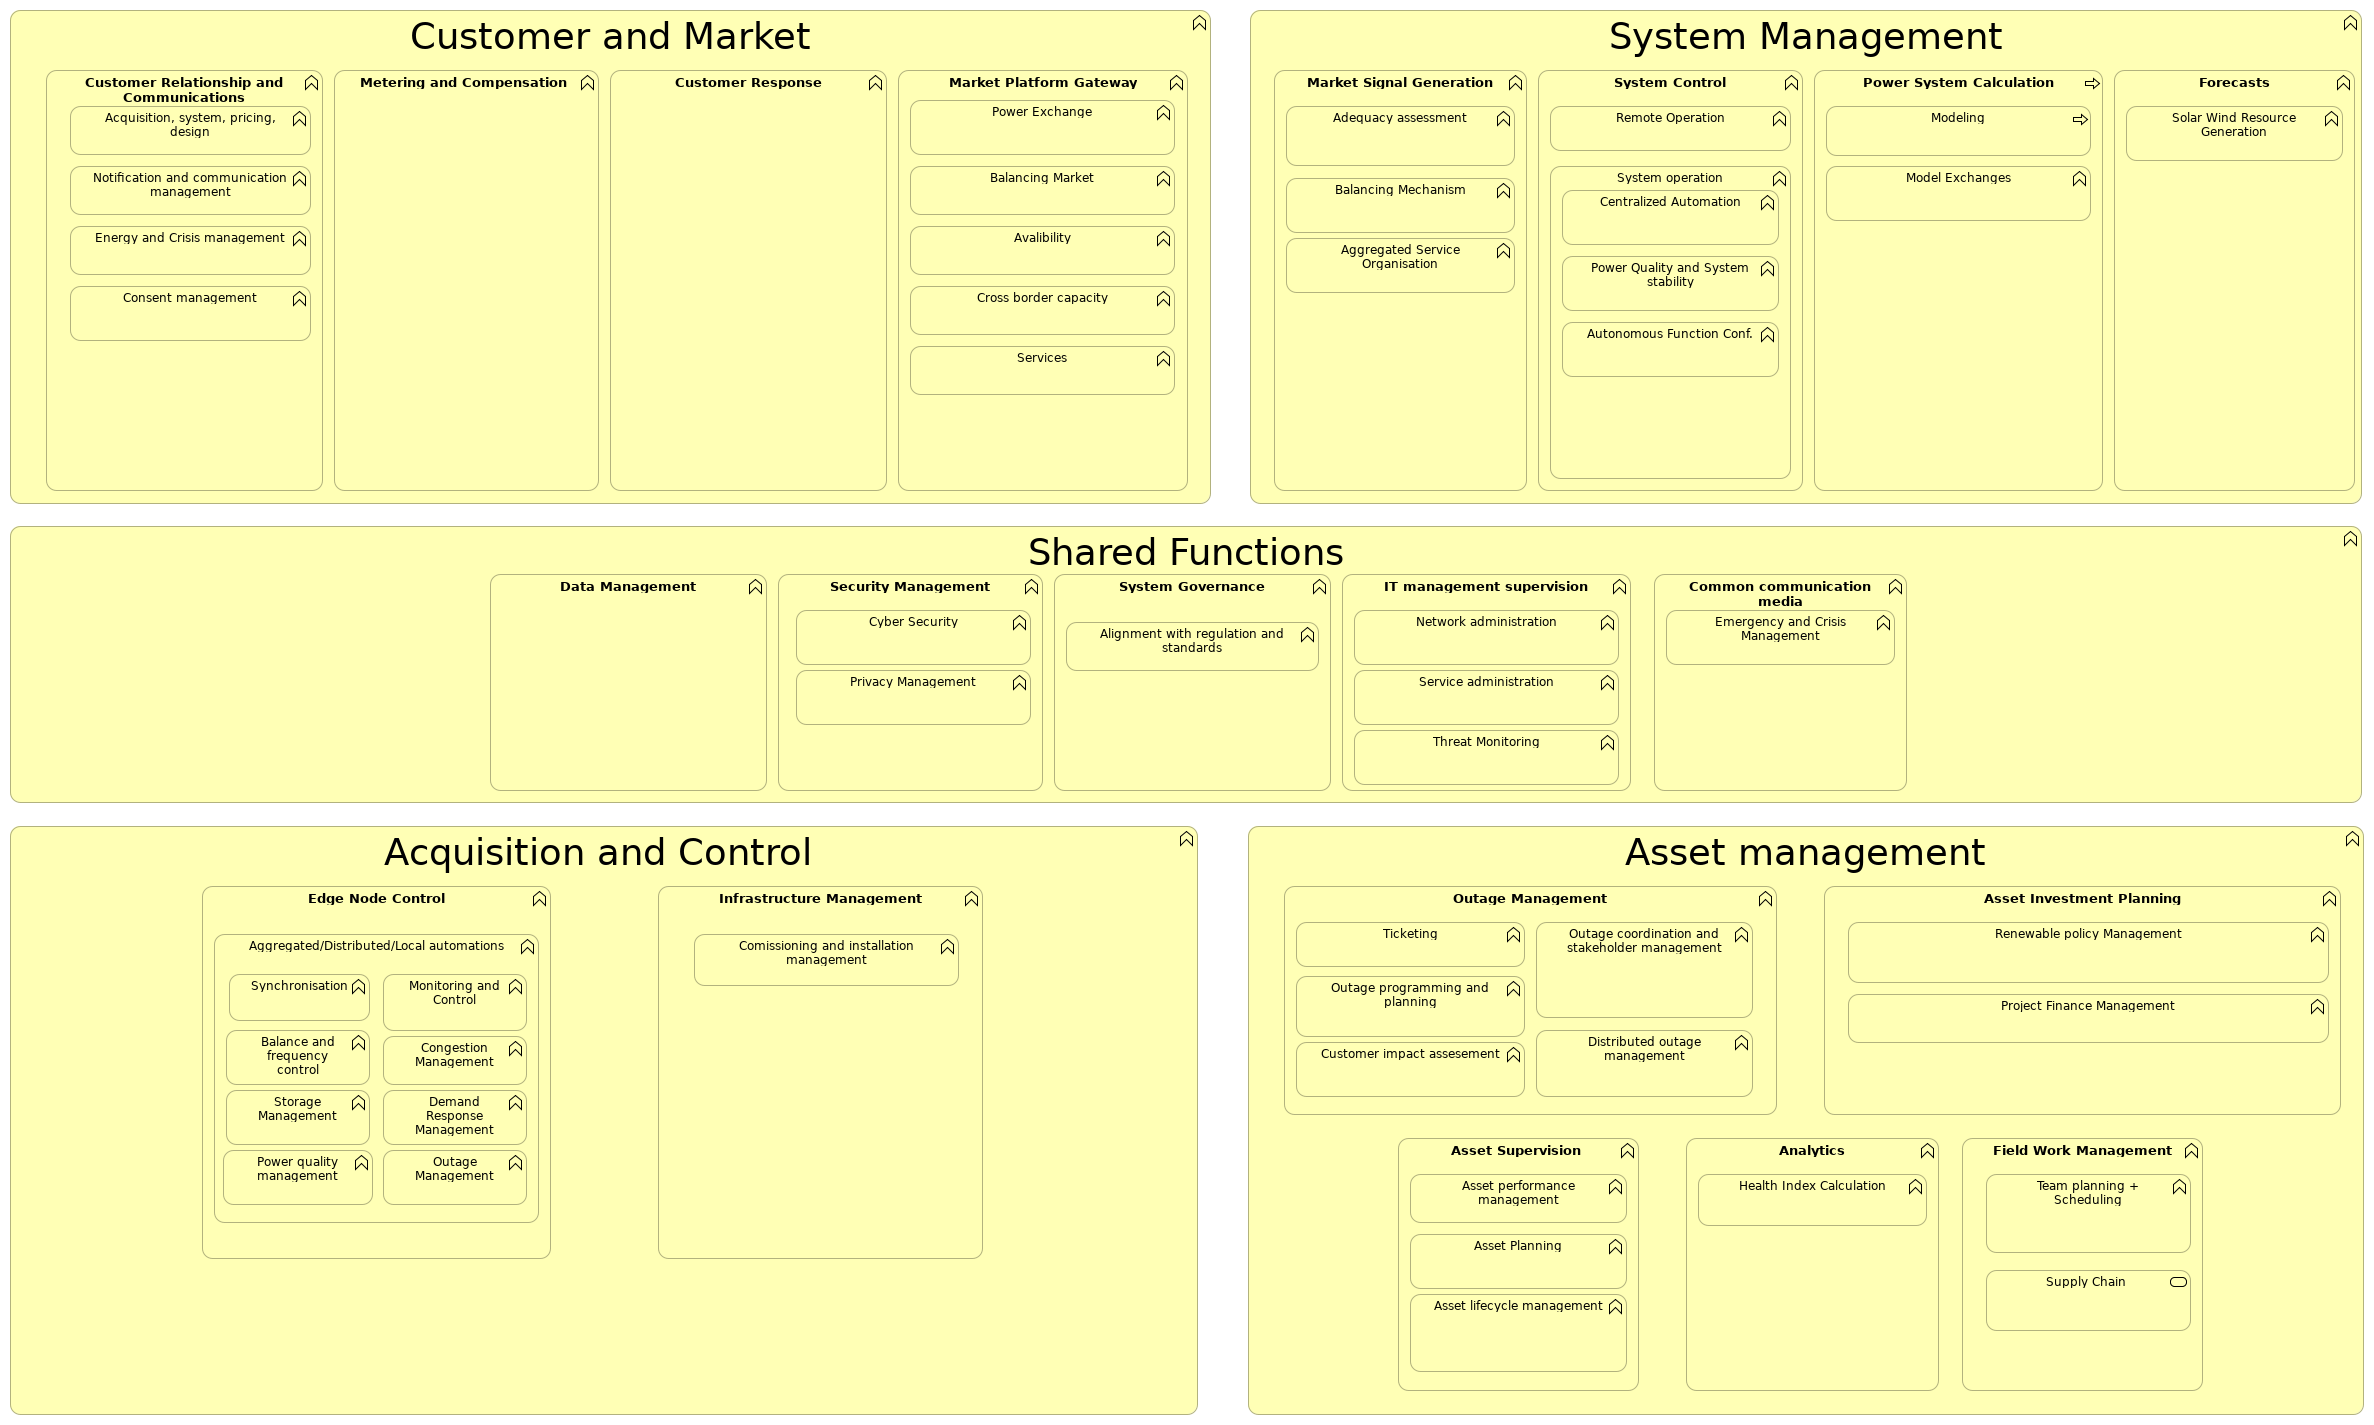 Customer and Market
Customer Relationship and
Communications
Acquisition, system, pricing,
design
Notification and communication
management
Energy and Crisis management
Consent management
Metering and Compensation
Customer Response
Market Platform Gateway
Power Exchange
Balancing Market
Avalibility
Cross border capacity
Services
System Management
Market Signal Generation
Adequacy assessment
Balancing Mechanism
Aggregated Service
Organisation
System Control
Remote Operation
System operation
Centralized Automation
Power Quality and System
stability
Autonomous Function Conf.
Power System Calculation
Modeling
Model Exchanges
Forecasts
Solar Wind Resource
Generation
Shared Functions
Data Management
Security Management
Cyber Security
Privacy Management
System Governance
Alignment with regulation and
standards
IT management supervision
Network administration
Service administration
Threat Monitoring
Common communication
media
Emergency and Crisis
Management
Acquisition and Control
Edge Node Control
Aggregated/Distributed/Local automations
Synchronisation
Monitoring and
Control
Balance and
frequency
control
Congestion
Management
Storage
Management
Demand
Response
Management
Power quality
management
Outage
Management
Infrastructure Management
Comissioning and installation
management
Asset management
Outage Management
Ticketing
Outage coordination and
stakeholder management
Outage programming and
planning
Customer impact assesement
Distributed outage
management
Asset Investment Planning
Renewable policy Management
Project Finance Management
Asset Supervision
Asset performance
management
Asset Planning
Asset lifecycle management
Analytics
Health Index Calculation
Field Work Management
Team planning +
Scheduling
Supply Chain